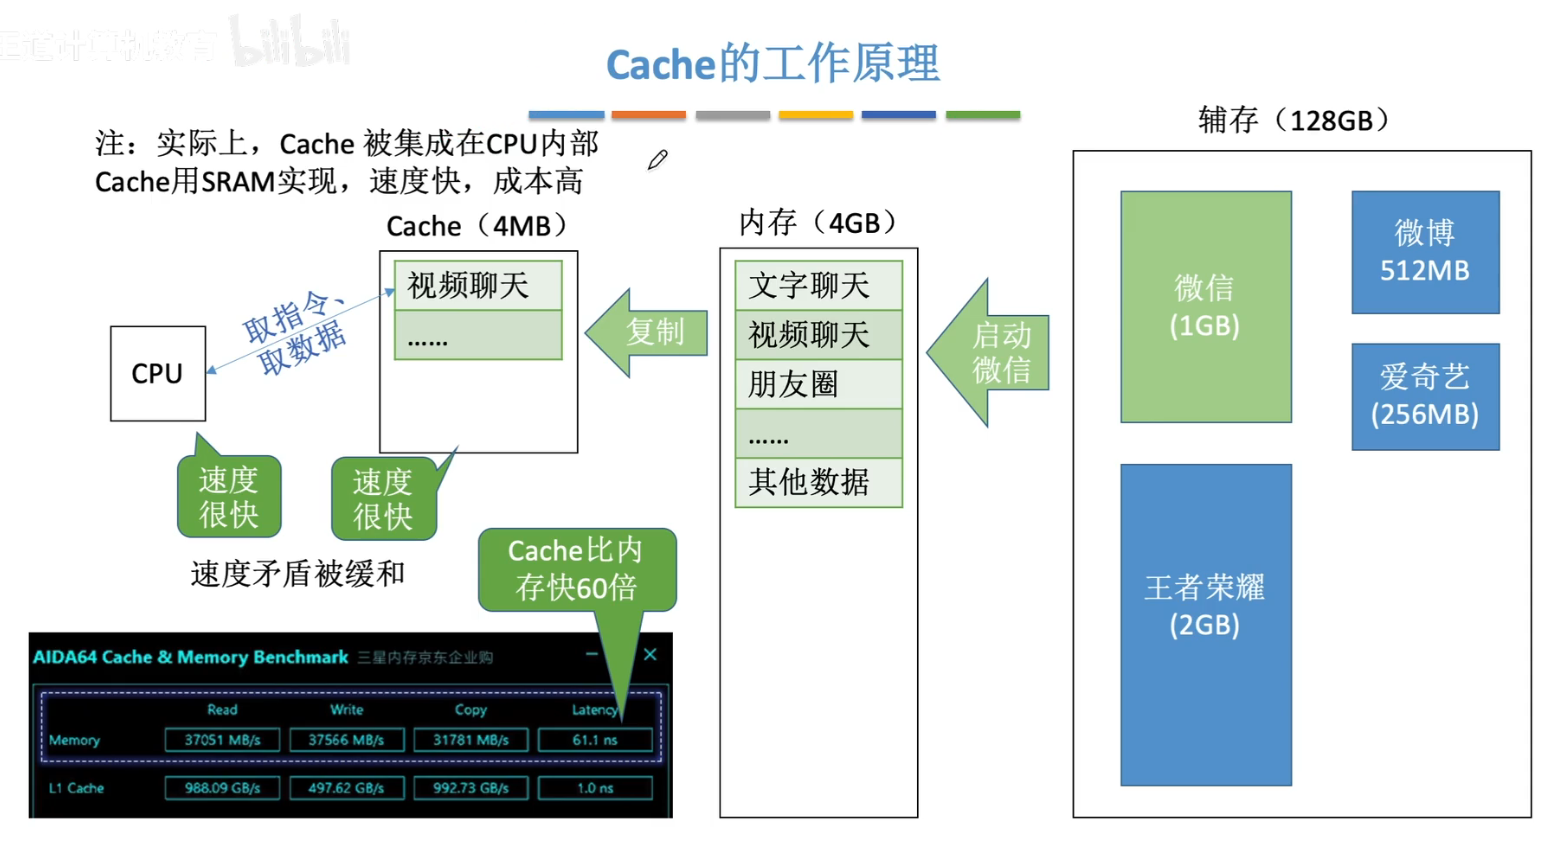 王道计算机教育 bilibili
Cache的工作原理
注：实际上，Cache 被集成在CPU内部
Cache用SRAM实现，速度快，成本高
辅存（128GB）
Cache（4MB）
内存（4GB）
视频聊天
……
文字聊天
视频聊天
朋友圈
……
其他数据
取指令、
取数据
CPU
复制
启动
微信
微信
(1GB)
微博
512MB
爱奇艺
(256MB)
王者荣耀
(2GB)
速度
很快
速度
很快
速度矛盾被缓和
Cache比内
存快60倍
AIDA64 Cache & Memory Benchmark 三星内存京东企业购
Read Write Copy Latency
Memory 37051 MB/s 37566 MB/s 31781 MB/s 61.1 ns
L1 Cache 988.09 GB/s 497.62 GB/s 992.73 GB/s 1.0 ns